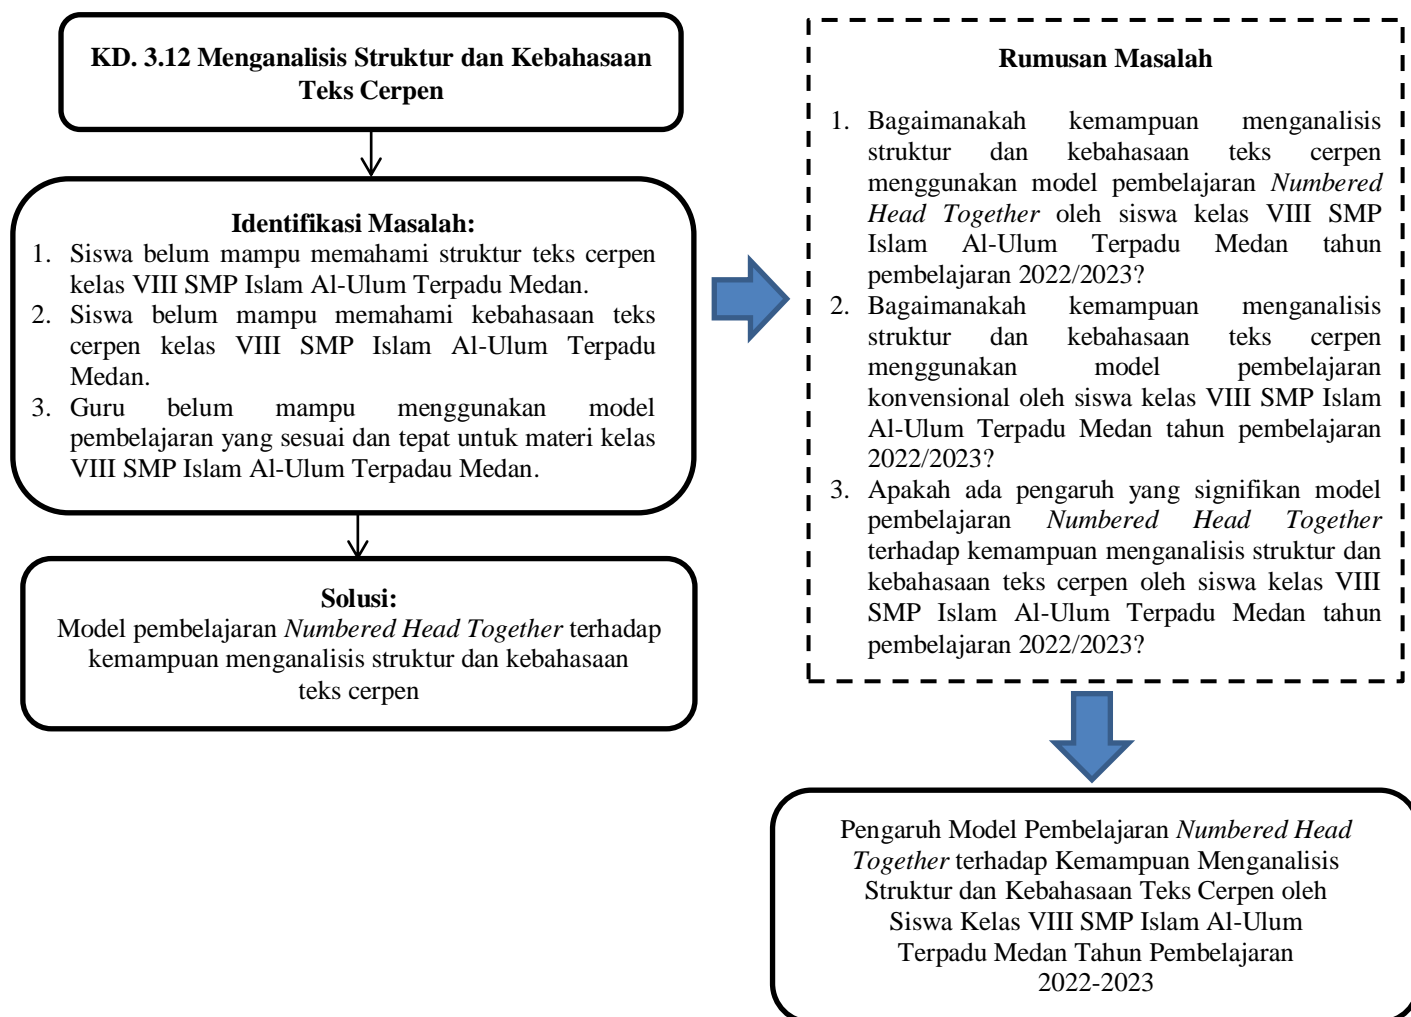 KD. 3.12 Menganalisis Struktur dan Kebahasaan
Teks Cerpen
Identifikasi Masalah:
1. Siswa belum mampu memahami struktur teks cerpen
kelas VIII SMP Islam Al-Ulum Terpadu Medan.
2. Siswa belum mampu memahami kebahasaan teks
cerpen kelas VIII SMP Islam Al-Ulum Terpadu
Medan.
3. Guru belum mampu menggunakan model
pembelajaran yang sesuai dan tepat untuk materi kelas
VIII SMP Islam Al-Ulum Terpadau Medan.
Solusi:
Model pembelajaran Numbered Head Together terhadap
kemampuan menganalisis struktur dan kebahasaan
teks cerpen
Rumusan Masalah
1. Bagaimanakah kemampuan menganalisis
struktur dan kebahasaan teks cerpen
menggunakan model pembelajaran Numbered
Head Together oleh siswa kelas VIII SMP
Islam Al-Ulum Terpadu Medan tahun
pembelajaran 2022/2023?
2. Bagaimanakah kemampuan menganalisis
struktur dan kebahasaan teks cerpen
menggunakan model pembelajaran
konvensional oleh siswa kelas VIII SMP Islam
Al-Ulum Terpadu Medan tahun pembelajaran
2022/2023?
3. Apakah ada pengaruh yang signifikan model
pembelajaran Numbered Head Together
terhadap kemampuan menganalisis struktur dan
kebahasaan teks cerpen oleh siswa kelas VIII
SMP Islam Al-Ulum Terpadu Medan tahun
pembelajaran 2022/2023?
Pengaruh Model Pembelajaran Numbered Head
Together terhadap Kemampuan Menganalisis
Struktur dan Kebahasaan Teks Cerpen oleh
Siswa Kelas VIII SMP Islam Al-Ulum
Terpadu Medan Tahun Pembelajaran
2022-2023